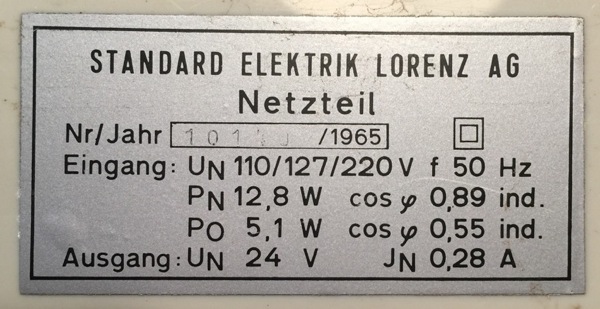 STANDARD ELEKTRIK LORENZ AG
Netzteil
Nr/Jahr /1965
Eingang: UN 110/127/220 V f 50 Hz
PN 12,8 W cos φ 0,89 ind.
PO 5,1 W cos φ 0,55 ind.
Ausgang: UN 24 V JN 0,28 A